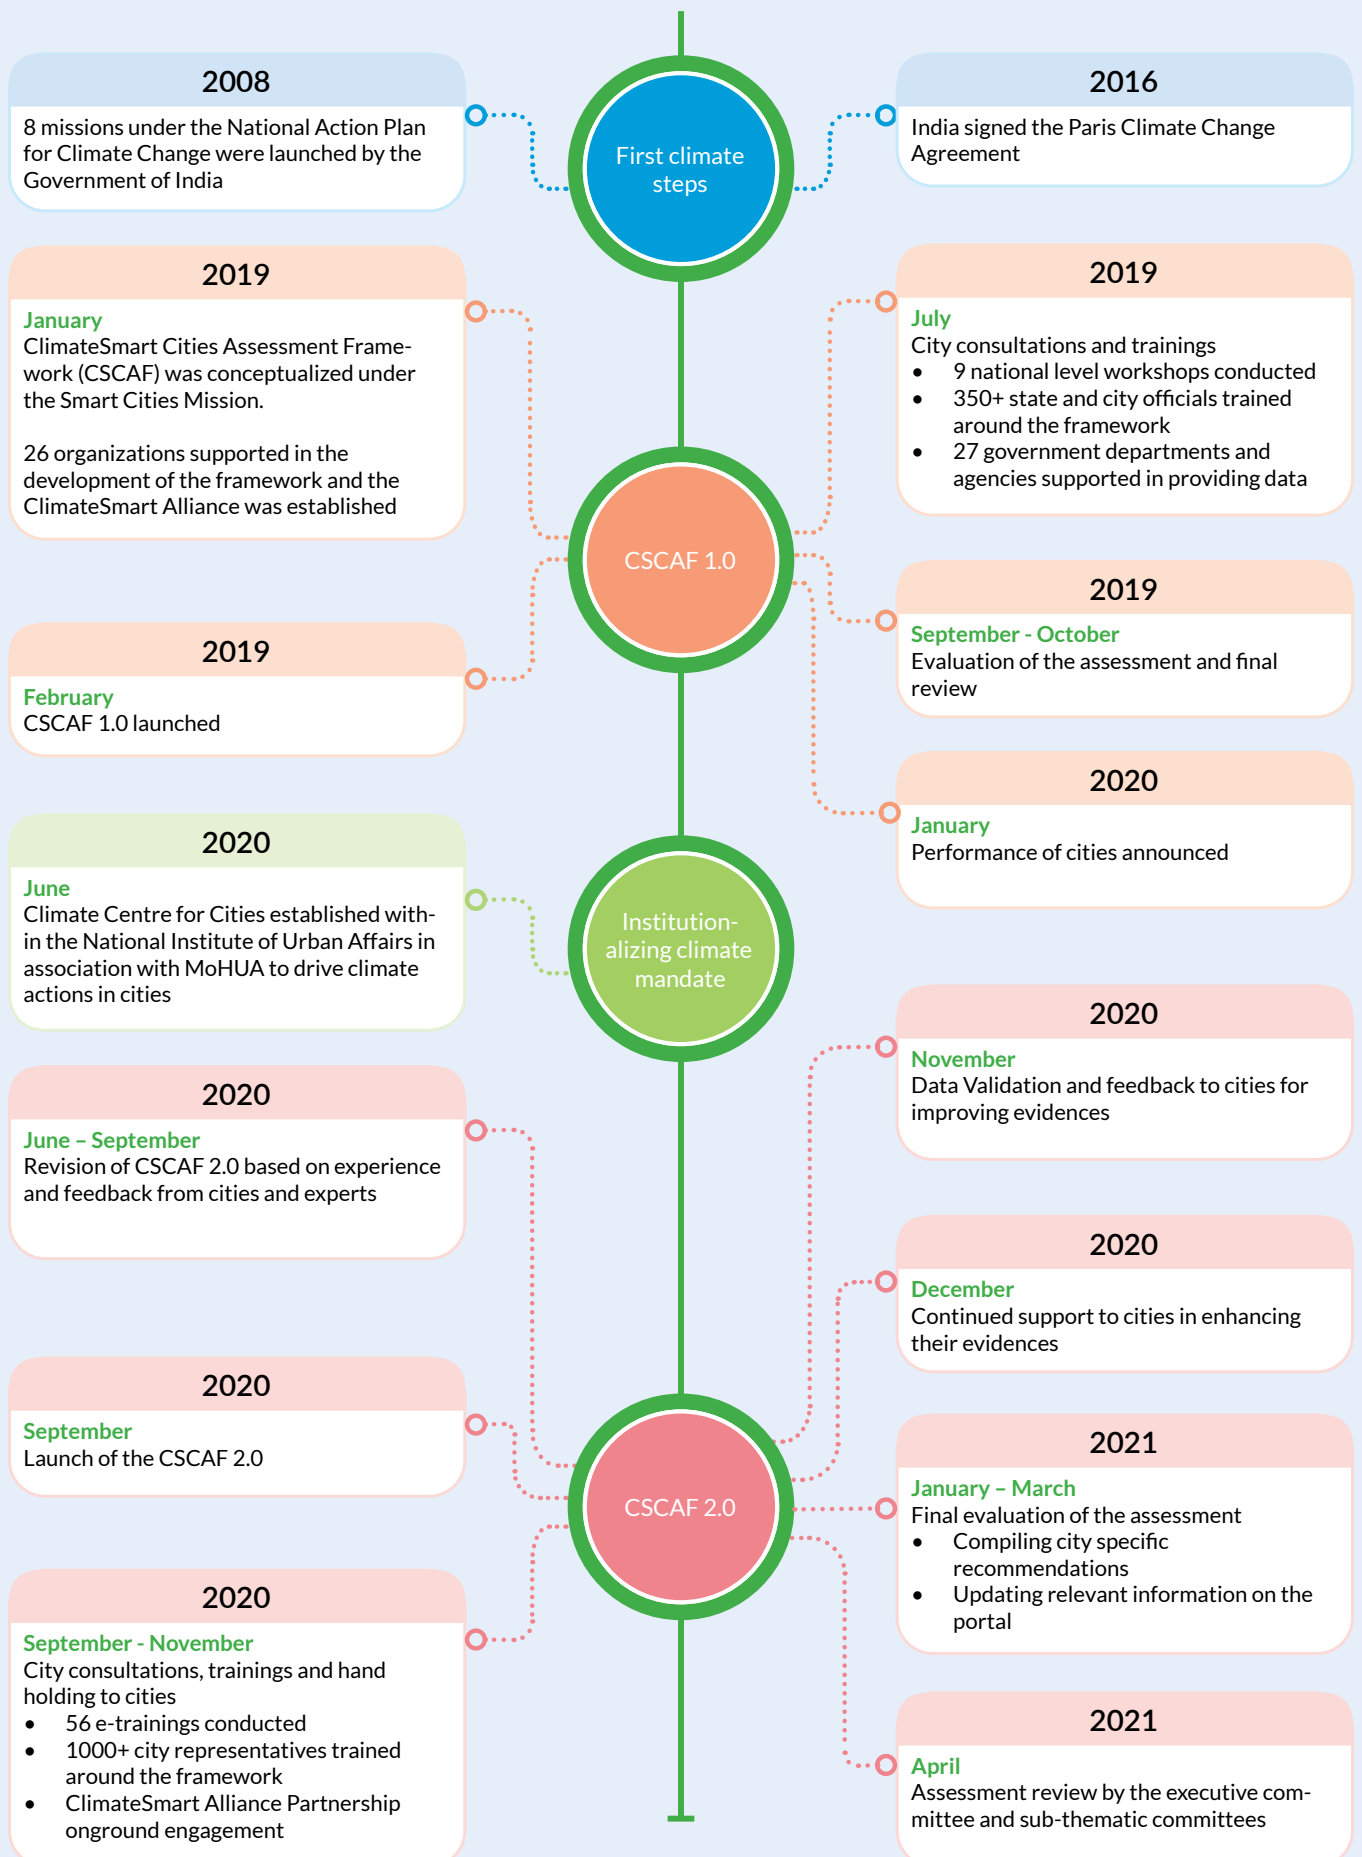 First climate
steps
2008
8 missions under the National Action Plan
for Climate Change were launched by the
Government of India
2016
India signed the Paris Climate Change
Agreement
CSCAF 1.0
2019
January
ClimateSmart Cities Assessment Frame-
work (CSCAF) was conceptualized under
the Smart Cities Mission.
26 organizations supported in the
development of the framework and the
ClimateSmart Alliance was established
2019
February
CSCAF 1.0 launched
2019
July
City consultations and trainings
• 9 national level workshops conducted
• 350+ state and city officials trained
around the framework
• 27 government departments and
agencies supported in providing data
2019
September - October
Evaluation of the assessment and final
review
2020
January
Performance of cities announced
Institution-
alizing climate
mandate
2020
June
Climate Centre for Cities established with-
in the National Institute of Urban Affairs in
association with MoHUA to drive climate
actions in cities
CSCAF 2.0
2020
June – September
Revision of CSCAF 2.0 based on experience
and feedback from cities and experts
2020
September
Launch of the CSCAF 2.0
2020
September - November
City consultations, trainings and hand
holding to cities
• 56 e-trainings conducted
• 1000+ city representatives trained
around the framework
• ClimateSmart Alliance Partnership
onground engagement
2020
November
Data Validation and feedback to cities for
improving evidences
2020
December
Continued support to cities in enhancing
their evidences
2021
January – March
Final evaluation of the assessment
• Compiling city specific
recommendations
• Updating relevant information on the
portal
2021
April
Assessment review by the executive com-
mittee and sub-thematic committees